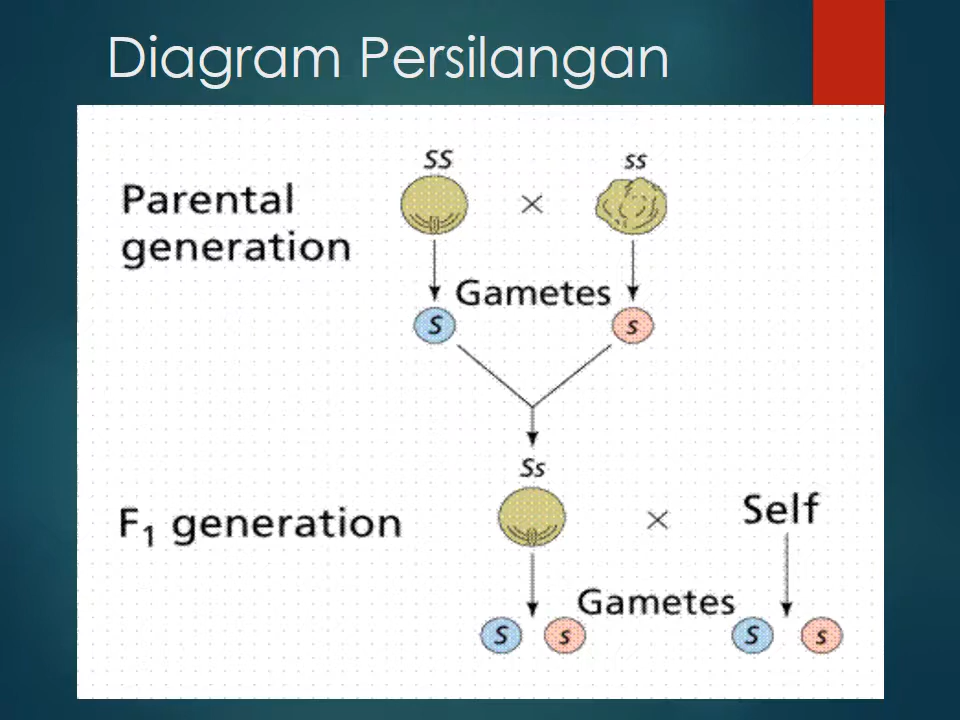 Diagram Persilangan
SS
ss
Parental
generation
×
Gametes
S
s
Ss
F₁ generation
×
Self
Gametes
S
s
S
s